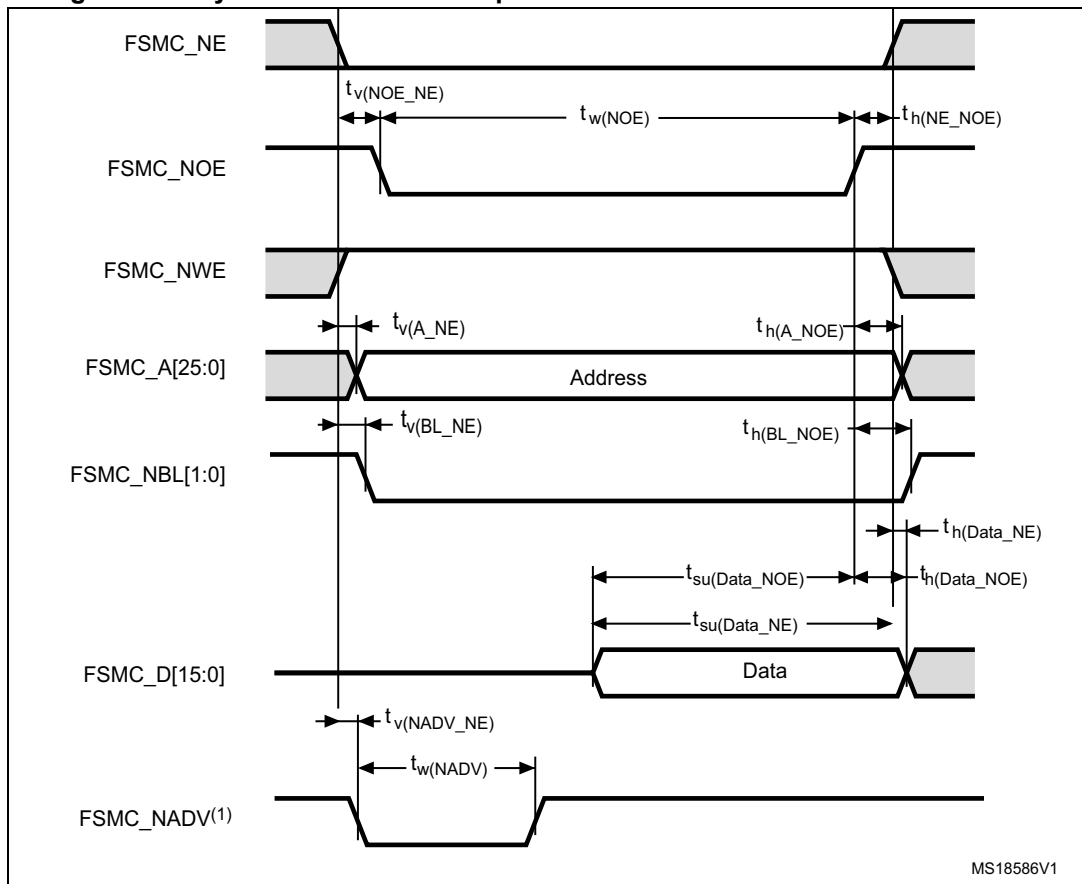 FSMC_NE
tv(NOE_NE)
tw(NOE)
th(NE_NOE)
FSMC_NOE
FSMC_NWE
tv(A_NE)
th(A_NOE)
FSMC_A[25:0]
Address
tv(BL_NE)
th(BL_NOE)
FSMC_NBL[1:0]
th(Data_NE)
tsu(Data_NOE)
th(Data_NOE)
tsu(Data_NE)
FSMC_D[15:0]
Data
tv(NADV_NE)
tw(NADV)
FSMC_NADV(1)
MS18586V1